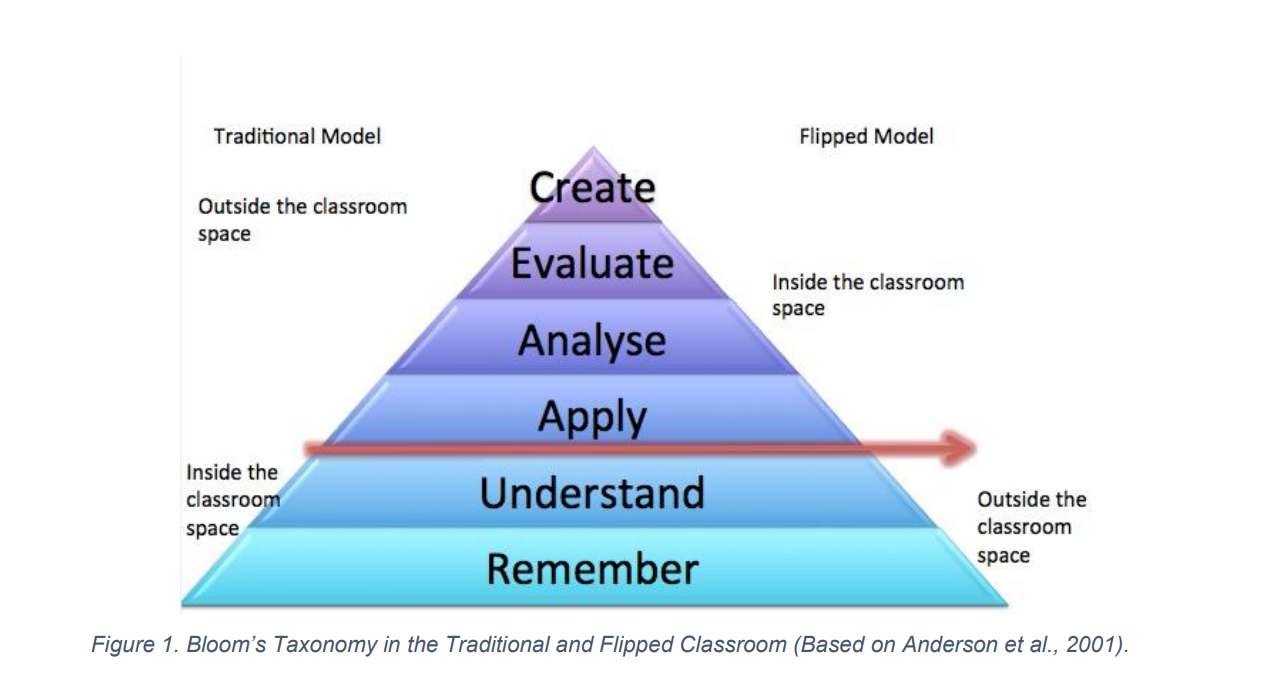 Traditional Model
Flipped Model
Create
Outside the classroom
space
Evaluate
Inside the classroom
space
Analyse
Apply
Inside the
classroom
space
Understand
Outside the
classroom
space
Remember
Figure 1. Bloom’s Taxonomy in the Traditional and Flipped Classroom (Based on Anderson et al., 2001).